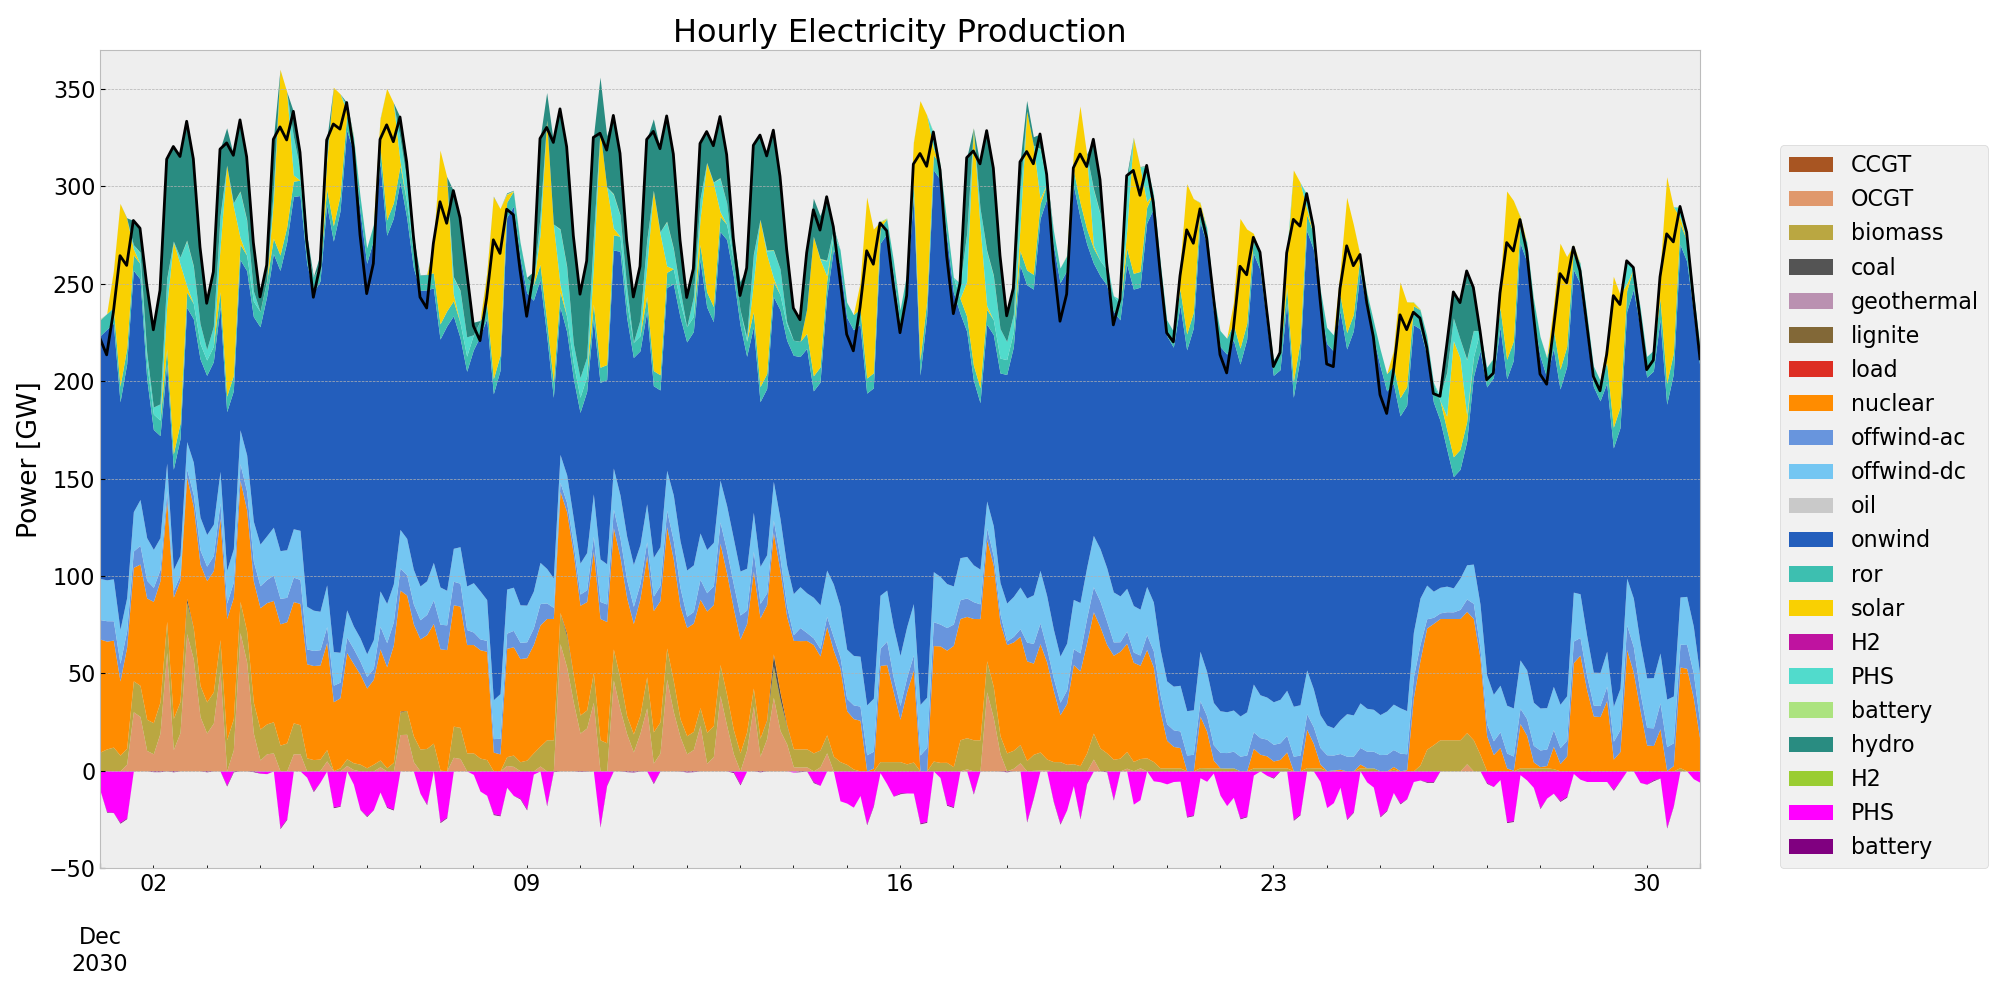 Hourly Electricity Production
Power [GW]
350
300
250
200
150
100
50
0
−50
02
09
16
23
30
Dec
2030
CCGT
OCGT
biomass
coal
geothermal
lignite
load
nuclear
offwind-ac
offwind-dc
oil
onwind
ror
solar
H2
PHS
battery
hydro
H2
PHS
battery